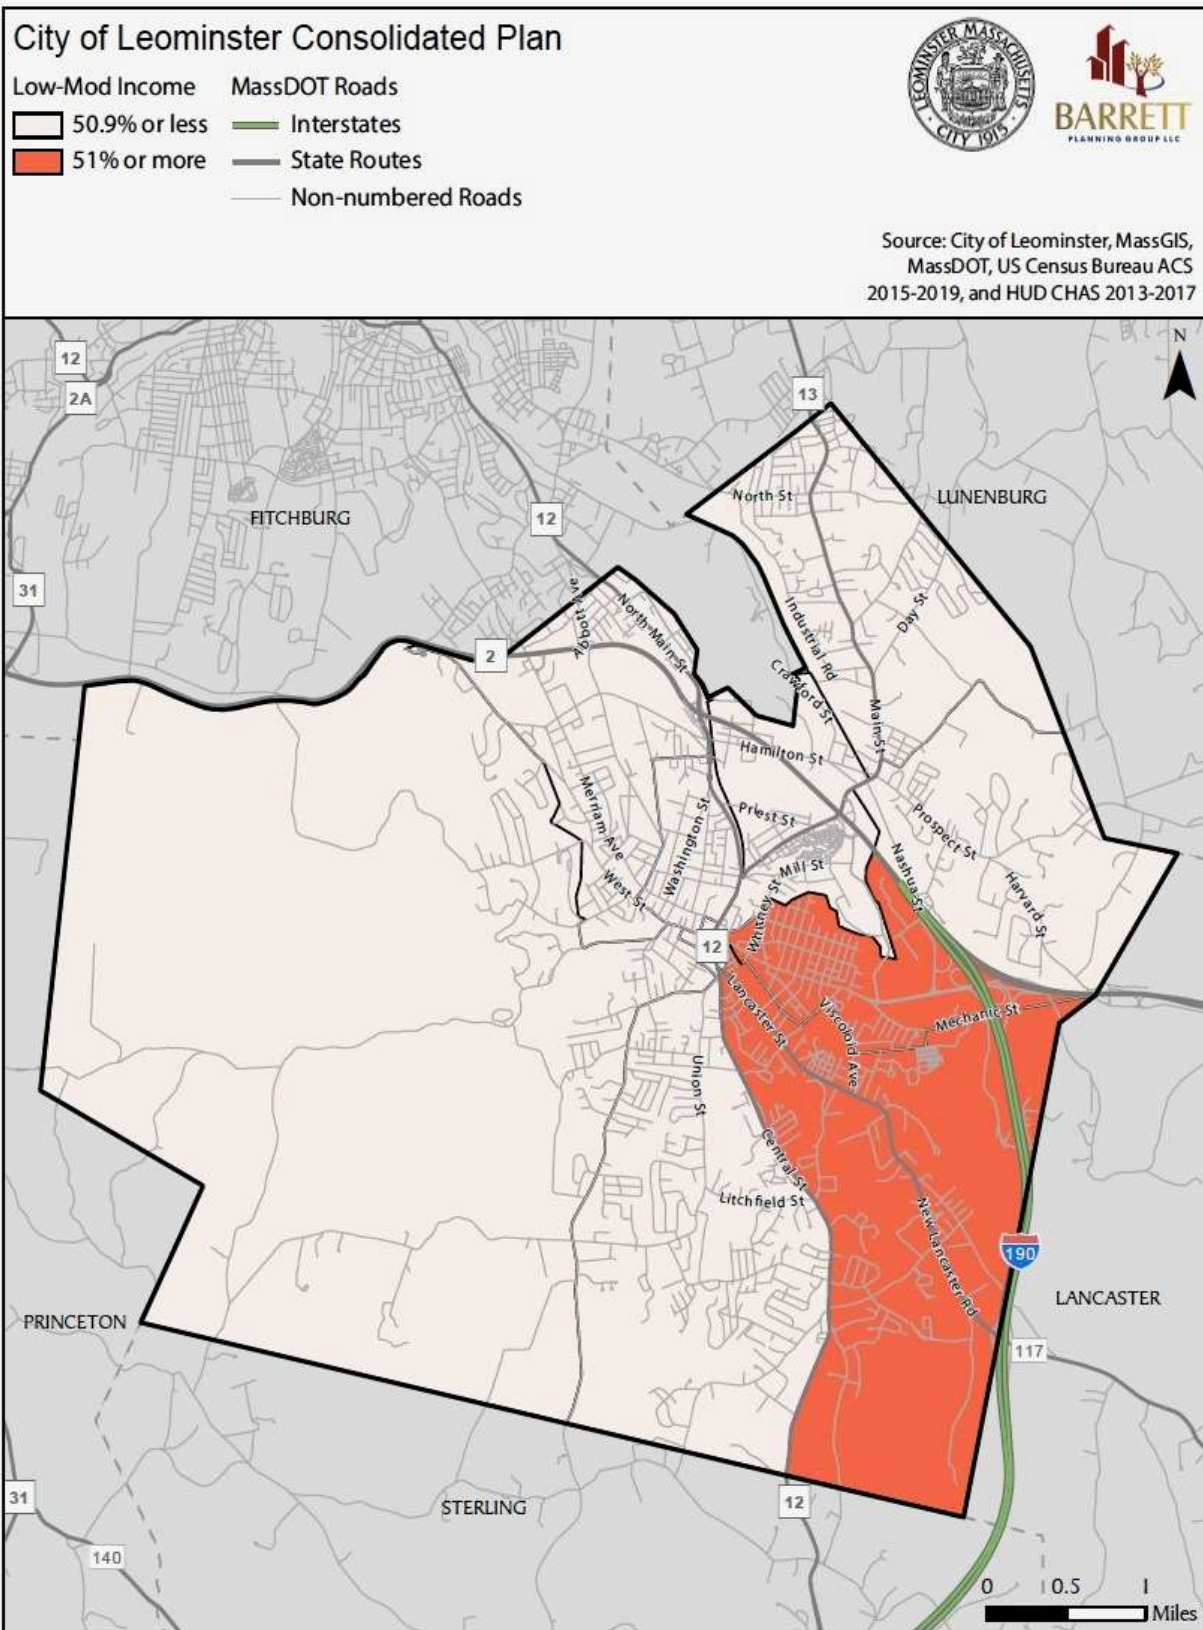 City of Leominster Consolidated Plan
Low-Mod Income
50.9% or less
51% or more
MassDOT Roads
Interstates
State Routes
Non-numbered Roads
LEOMINSTER MASSACHUSETTS
CITY 1915
BARRETT
PLANNING GROUP LLC
Source: City of Leominster, MassGIS,
MassDOT, US Census Bureau ACS
2015-2019, and HUD CHAS 2013-2017
N
12
2A
13
North St
LUNENBURG
FITCHBURG
12
31
Abbott Ave
North Main St
Industrial Rd
Day St
2
Crawford St
Main St
Hamilton St
Merriam Ave
Washington St
Priest St
Prospect St
Mill St
Nashua St
West St
Whitney St
Harvard St
12
Lancaster St
Viscoloid Ave
Mechanic St
Union St
Central St
Litchfield St
New Lancaster Rd
190
LANCASTER
PRINCETON
117
31
STERLING
12
140
0 0.5 1
Miles